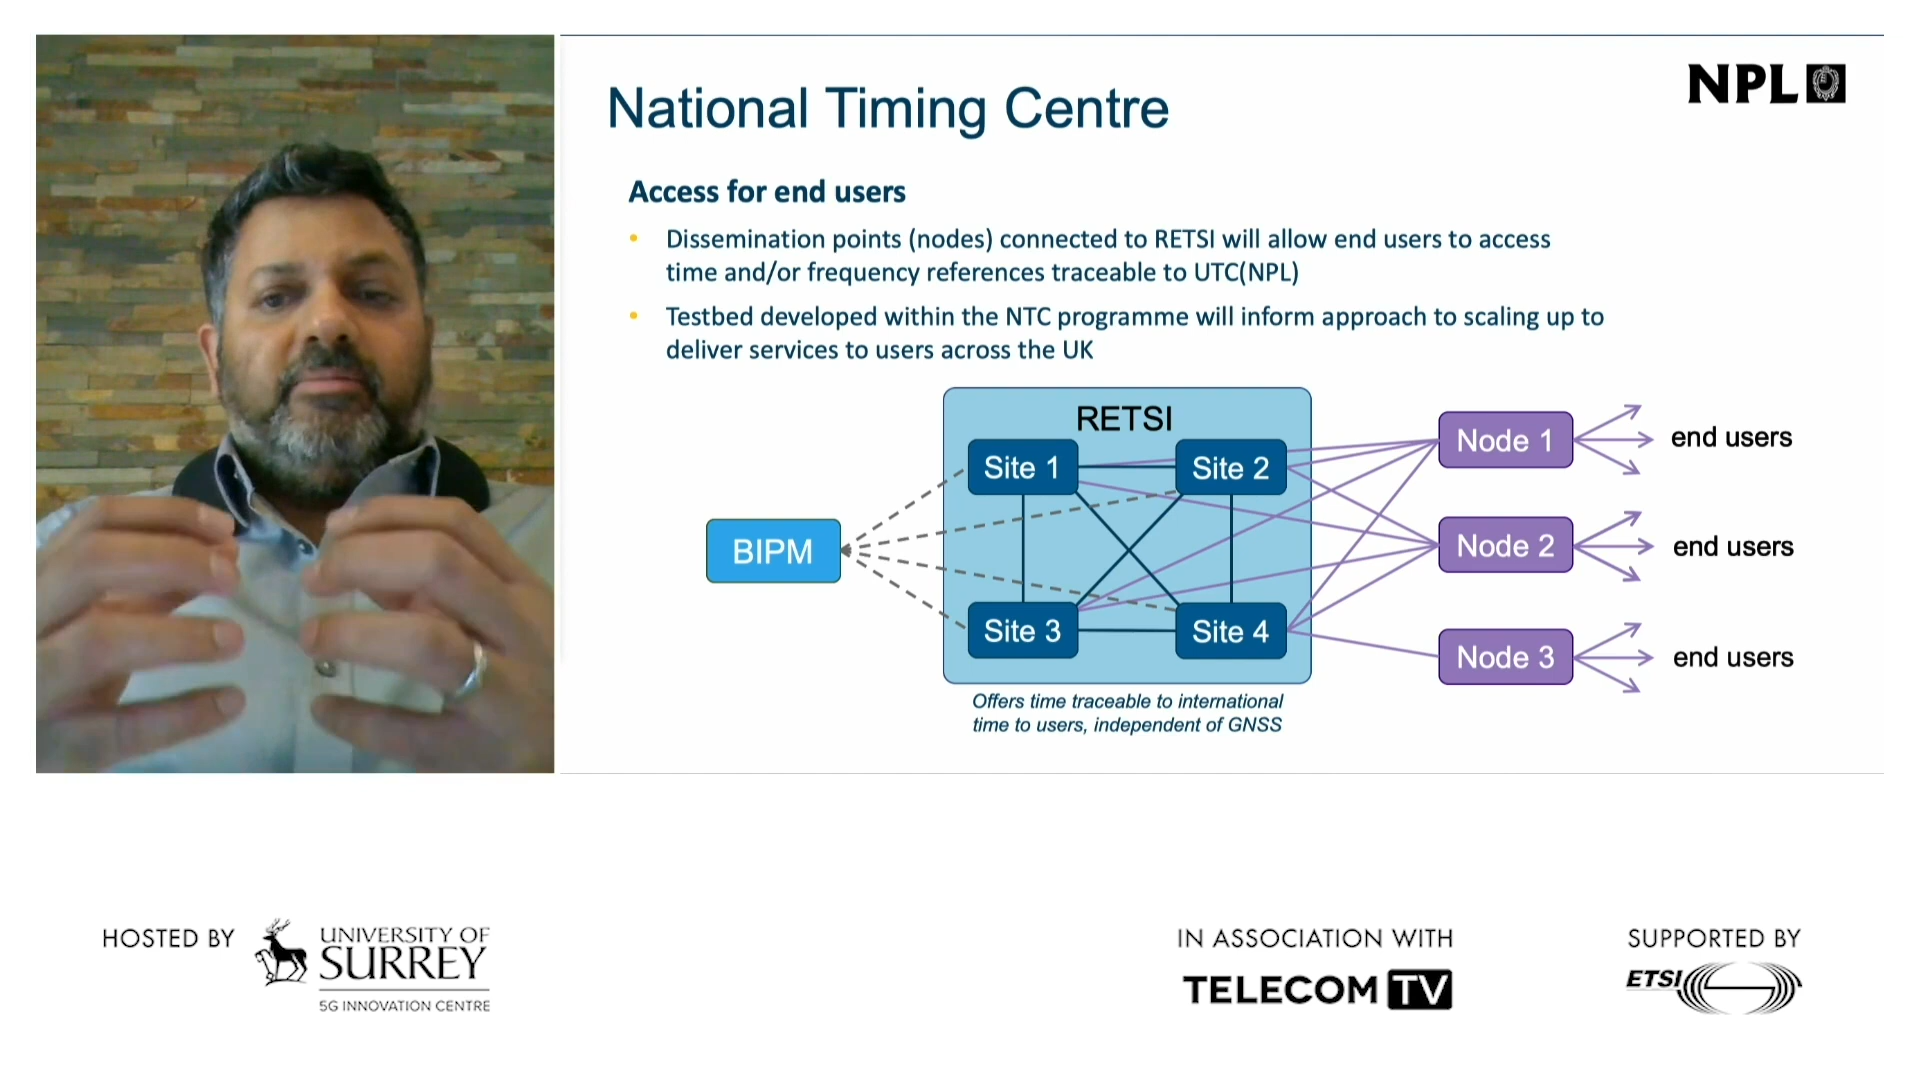 NPL
National Timing Centre
Access for end users
• Dissemination points (nodes) connected to RETSI will allow end users to access
time and/or frequency references traceable to UTC(NPL)
• Testbed developed within the NTC programme will inform approach to scaling up to
deliver services to users across the UK
RETSI
Site 1
Site 2
Site 3
Site 4
BIPM
Node 1
end users
Node 2
end users
Node 3
end users
Offers time traceable to international
time to users, independent of GNSS
HOSTED BY
UNIVERSITY OF
SURREY
5G INNOVATION CENTRE
IN ASSOCIATION WITH
TELECOM TV
SUPPORTED BY
ETSI